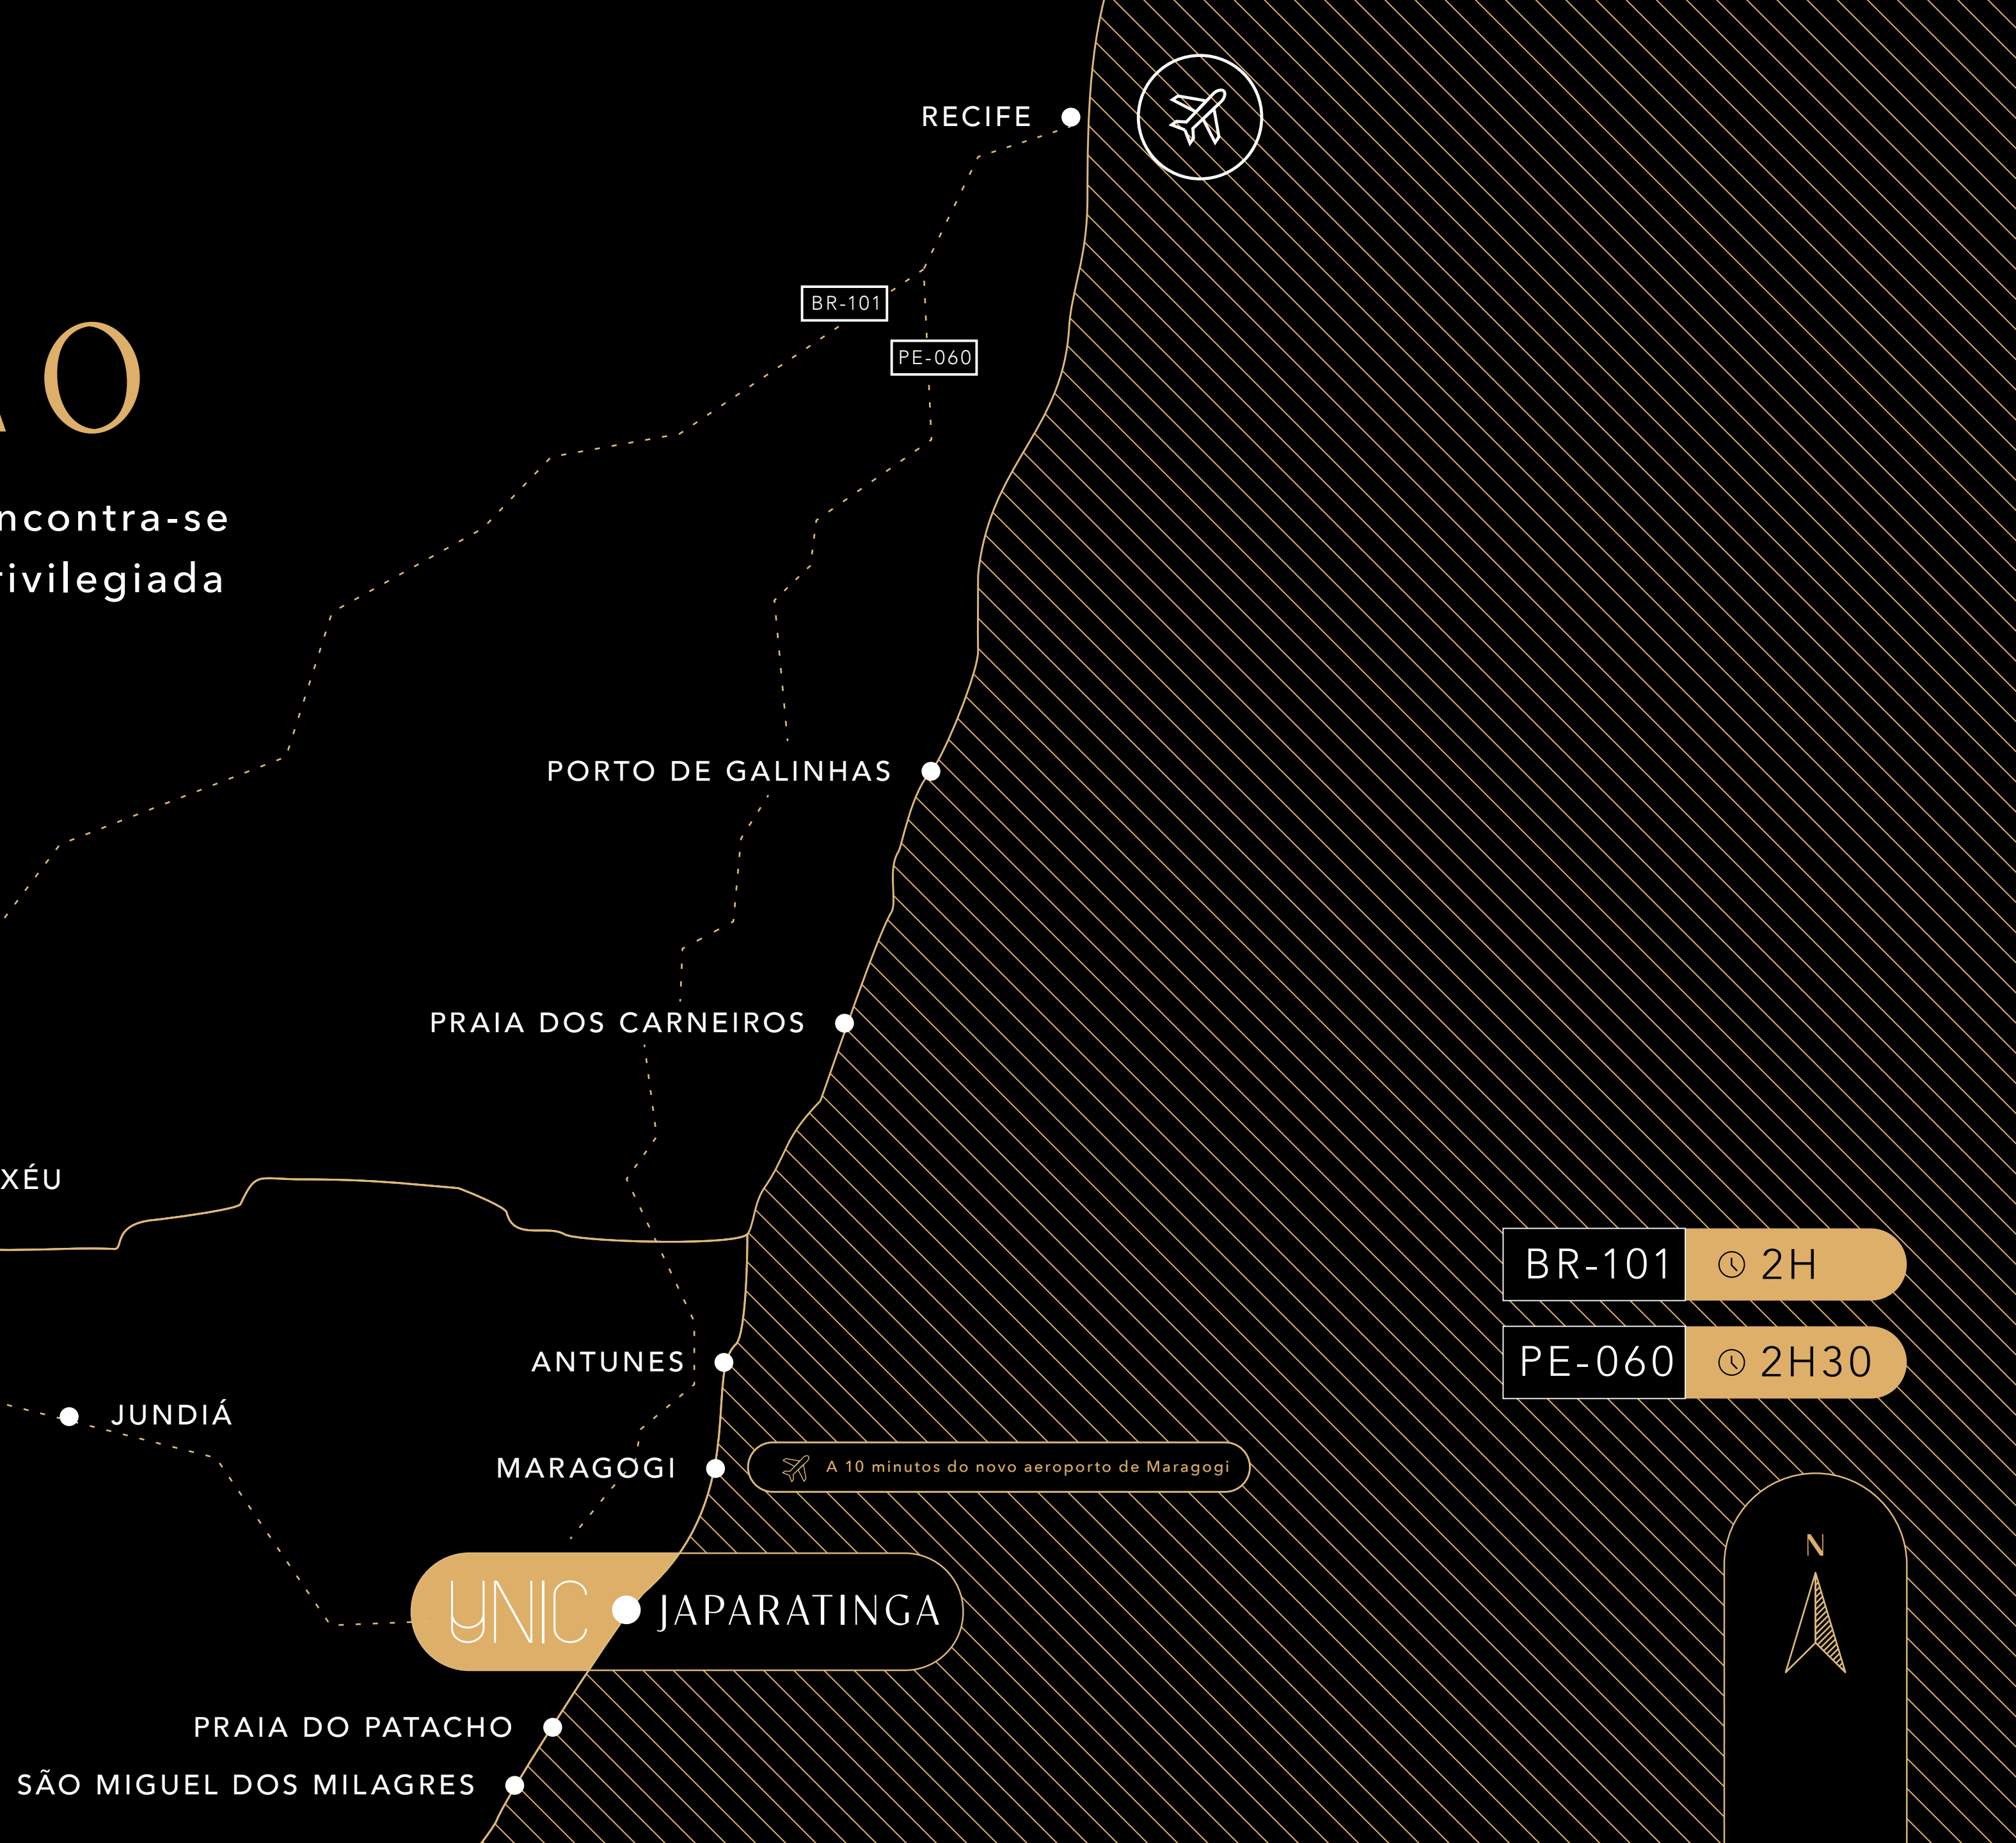 RECIFE
BR-101
PE-060
O
ncontra-se
rivilegiada
PORTO DE GALINHAS
PRAIA DOS CARNEIROS
XÉU
BR-101 2H
PE-060 2H30
ANTUNES
JUNDIÁ
MARAGOGI
A 10 minutos do novo aeroporto de Maragogi
N
UNIC JAPARATINGA
PRAIA DO PATACHO
SÃO MIGUEL DOS MILAGRES